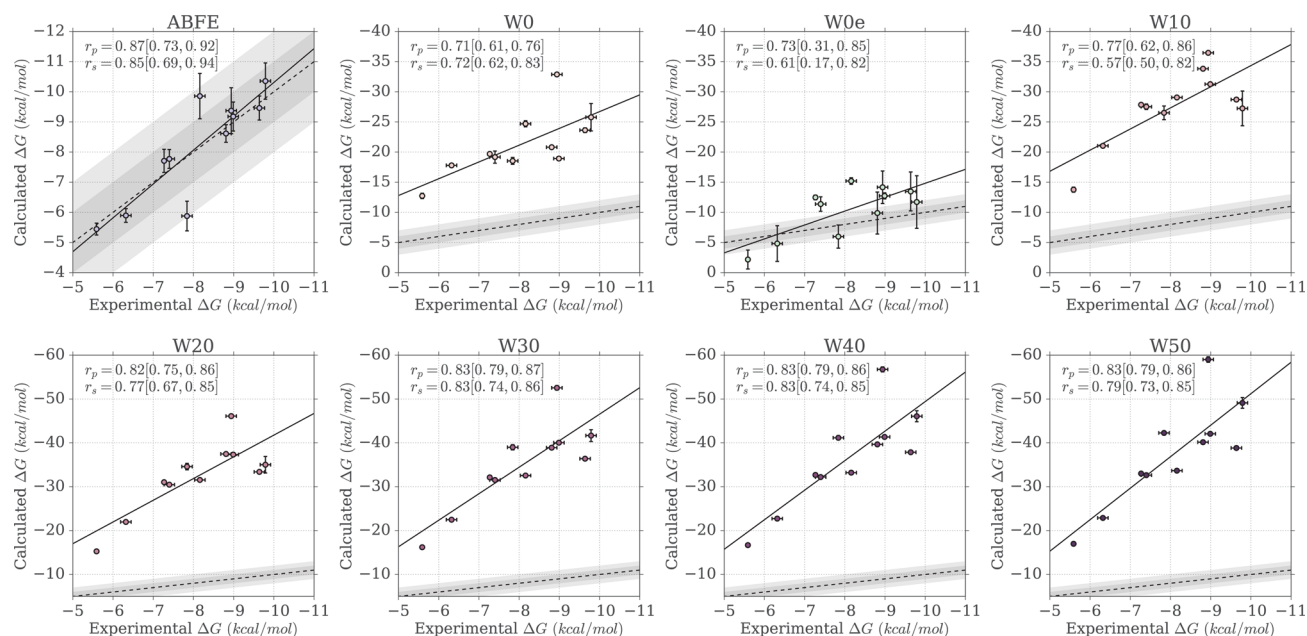 ABFE
r_p = 0.87[0.73, 0.92]
r_s = 0.85[0.69, 0.94]
−12
−11
−10
−9
−8
−7
−6
−5
−4
Calculated ΔG (kcal/mol)
−5 −6 −7 −8 −9 −10 −11
Experimental ΔG (kcal/mol)
W0
r_p = 0.71[0.61, 0.76]
r_s = 0.72[0.62, 0.83]
−40
−35
−30
−25
−20
−15
−10
−5
0
Calculated ΔG (kcal/mol)
−5 −6 −7 −8 −9 −10 −11
Experimental ΔG (kcal/mol)
W0e
r_p = 0.73[0.31, 0.85]
r_s = 0.61[0.17, 0.82]
−40
−35
−30
−25
−20
−15
−10
−5
0
Calculated ΔG (kcal/mol)
−5 −6 −7 −8 −9 −10 −11
Experimental ΔG (kcal/mol)
W10
r_p = 0.77[0.62, 0.86]
r_s = 0.57[0.50, 0.82]
−40
−35
−30
−25
−20
−15
−10
−5
0
Calculated ΔG (kcal/mol)
−5 −6 −7 −8 −9 −10 −11
Experimental ΔG (kcal/mol)
W20
r_p = 0.82[0.75, 0.86]
r_s = 0.77[0.67, 0.85]
−60
−50
−40
−30
−20
−10
Calculated ΔG (kcal/mol)
−5 −6 −7 −8 −9 −10 −11
Experimental ΔG (kcal/mol)
W30
r_p = 0.83[0.79, 0.87]
r_s = 0.83[0.74, 0.86]
−60
−50
−40
−30
−20
−10
Calculated ΔG (kcal/mol)
−5 −6 −7 −8 −9 −10 −11
Experimental ΔG (kcal/mol)
W40
r_p = 0.83[0.79, 0.86]
r_s = 0.83[0.74, 0.85]
−60
−50
−40
−30
−20
−10
Calculated ΔG (kcal/mol)
−5 −6 −7 −8 −9 −10 −11
Experimental ΔG (kcal/mol)
W50
r_p = 0.83[0.79, 0.86]
r_s = 0.79[0.73, 0.85]
−60
−50
−40
−30
−20
−10
Calculated ΔG (kcal/mol)
−5 −6 −7 −8 −9 −10 −11
Experimental ΔG (kcal/mol)